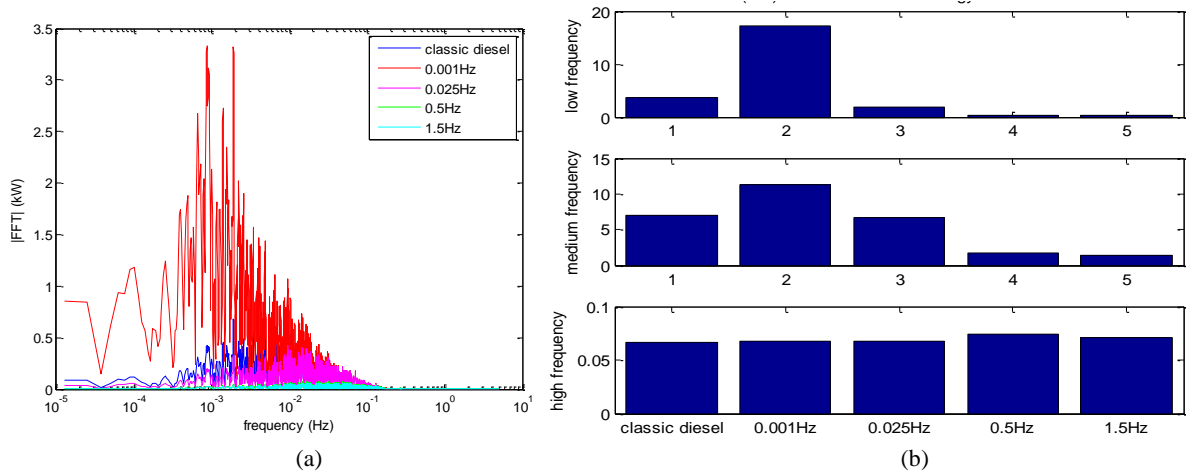 3.5
3
2.5
2
1.5
1
0.5
0
|FFT| (kW)
10^-5
10^-4
10^-3
10^-2
10^-1
10^0
10^1
frequency (Hz)
classic diesel
0.001Hz
0.025Hz
0.5Hz
1.5Hz
(a)
20
10
0
low frequency
1 2 3 4 5
15
10
5
0
medium frequency
1 2 3 4 5
0.1
0.05
0
high frequency
classic diesel 0.001Hz 0.025Hz 0.5Hz 1.5Hz
(b)